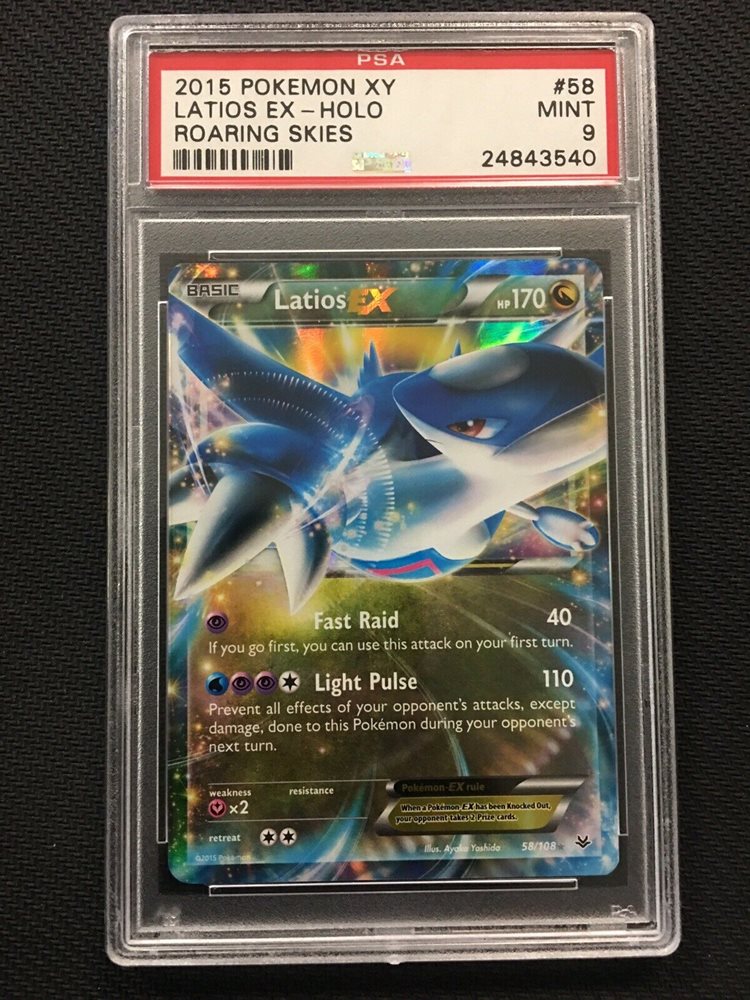 PSA
2015 POKEMON XY #58
LATIOS EX-HOLO MINT
ROARING SKIES 9
24843540
BASIC Latios EX HP170
Fast Raid 40
If you go first, you can use this attack on your first turn.
Light Pulse 110
Prevent all effects of your opponent's attacks, except
damage, done to this Pokémon during your opponent's
next turn.
weakness resistance
×2
retreat
Pokémon-EX rule
When a Pokémon-EX has been Knocked Out,
your opponent takes 2 Prize cards.
Illus. Ayaka Yoshida 58/108
©2015 Pokémon